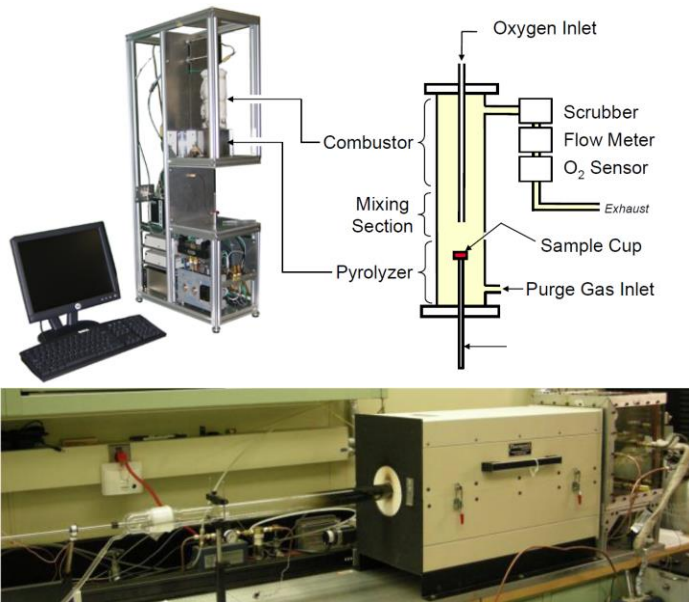 Oxygen Inlet
Scrubber
Combustor
Flow Meter
O₂ Sensor
Mixing
Section
Exhaust
Sample Cup
Pyrolyzer
Purge Gas Inlet